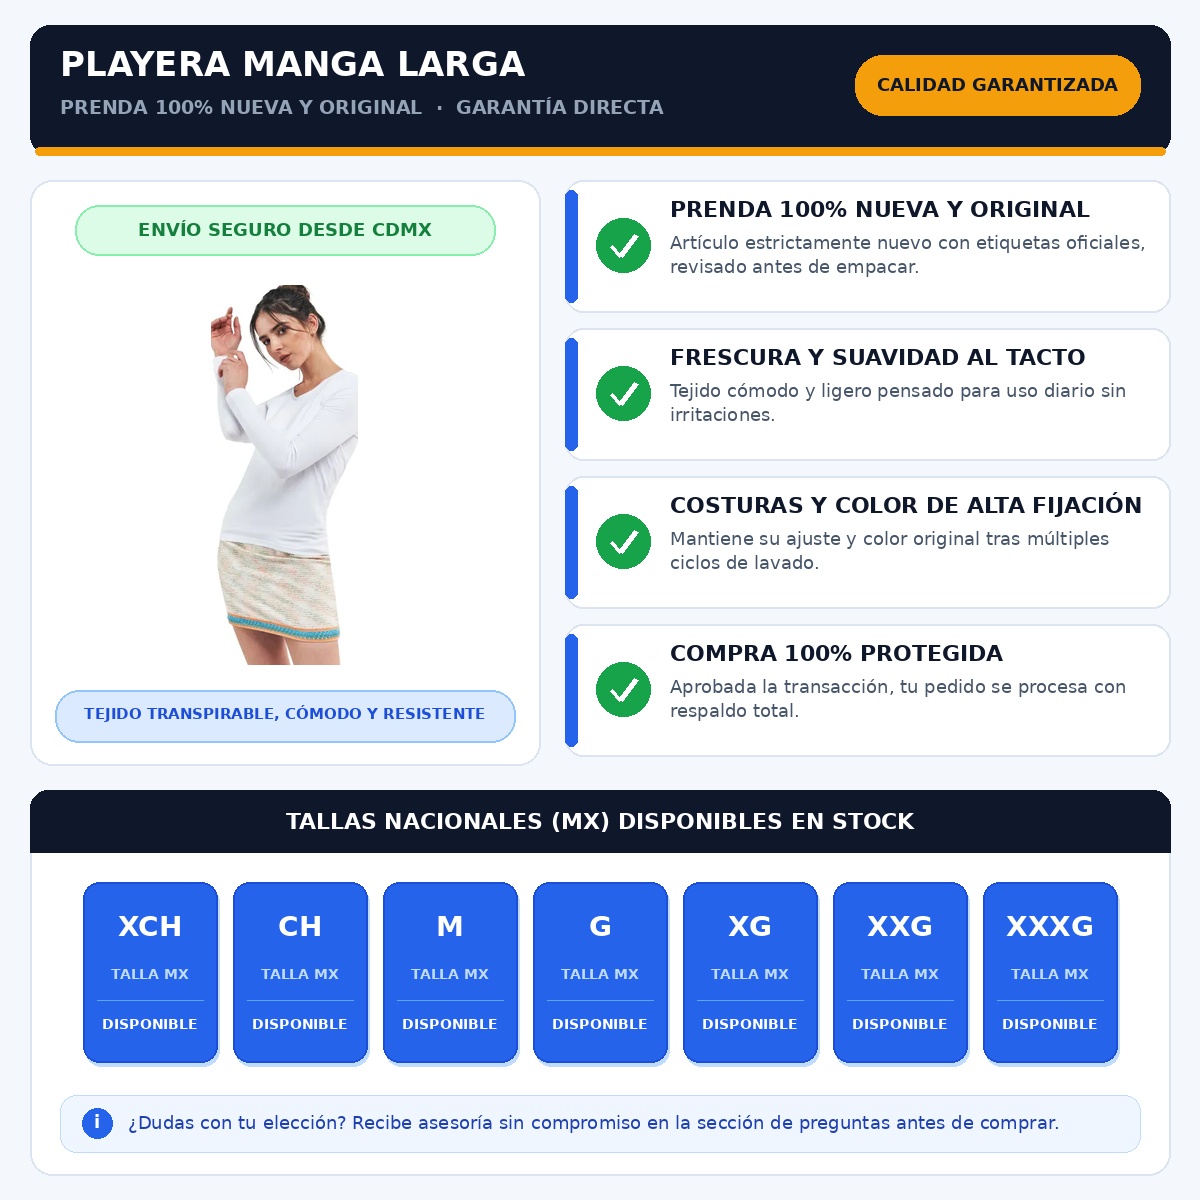 PLAYERA MANGA LARGA
PRENDA 100% NUEVA Y ORIGINAL · GARANTÍA DIRECTA
CALIDAD GARANTIZADA
ENVÍO SEGURO DESDE CDMX
TEJIDO TRANSPIRABLE, CÓMODO Y RESISTENTE
PRENDA 100% NUEVA Y ORIGINAL
Artículo estrictamente nuevo con etiquetas oficiales,
revisado antes de empacar.
FRESCURA Y SUAVIDAD AL TACTO
Tejido cómodo y ligero pensado para uso diario sin
irritaciones.
COSTURAS Y COLOR DE ALTA FIJACIÓN
Mantiene su ajuste y color original tras múltiples
ciclos de lavado.
COMPRA 100% PROTEGIDA
Aprobada la transacción, tu pedido se procesa con
respaldo total.
TALLAS NACIONALES (MX) DISPONIBLES EN STOCK
XCH
TALLA MX
DISPONIBLE
CH
TALLA MX
DISPONIBLE
M
TALLA MX
DISPONIBLE
G
TALLA MX
DISPONIBLE
XG
TALLA MX
DISPONIBLE
XXG
TALLA MX
DISPONIBLE
XXXG
TALLA MX
DISPONIBLE
i ¿Dudas con tu elección? Recibe asesoría sin compromiso en la sección de preguntas antes de comprar.